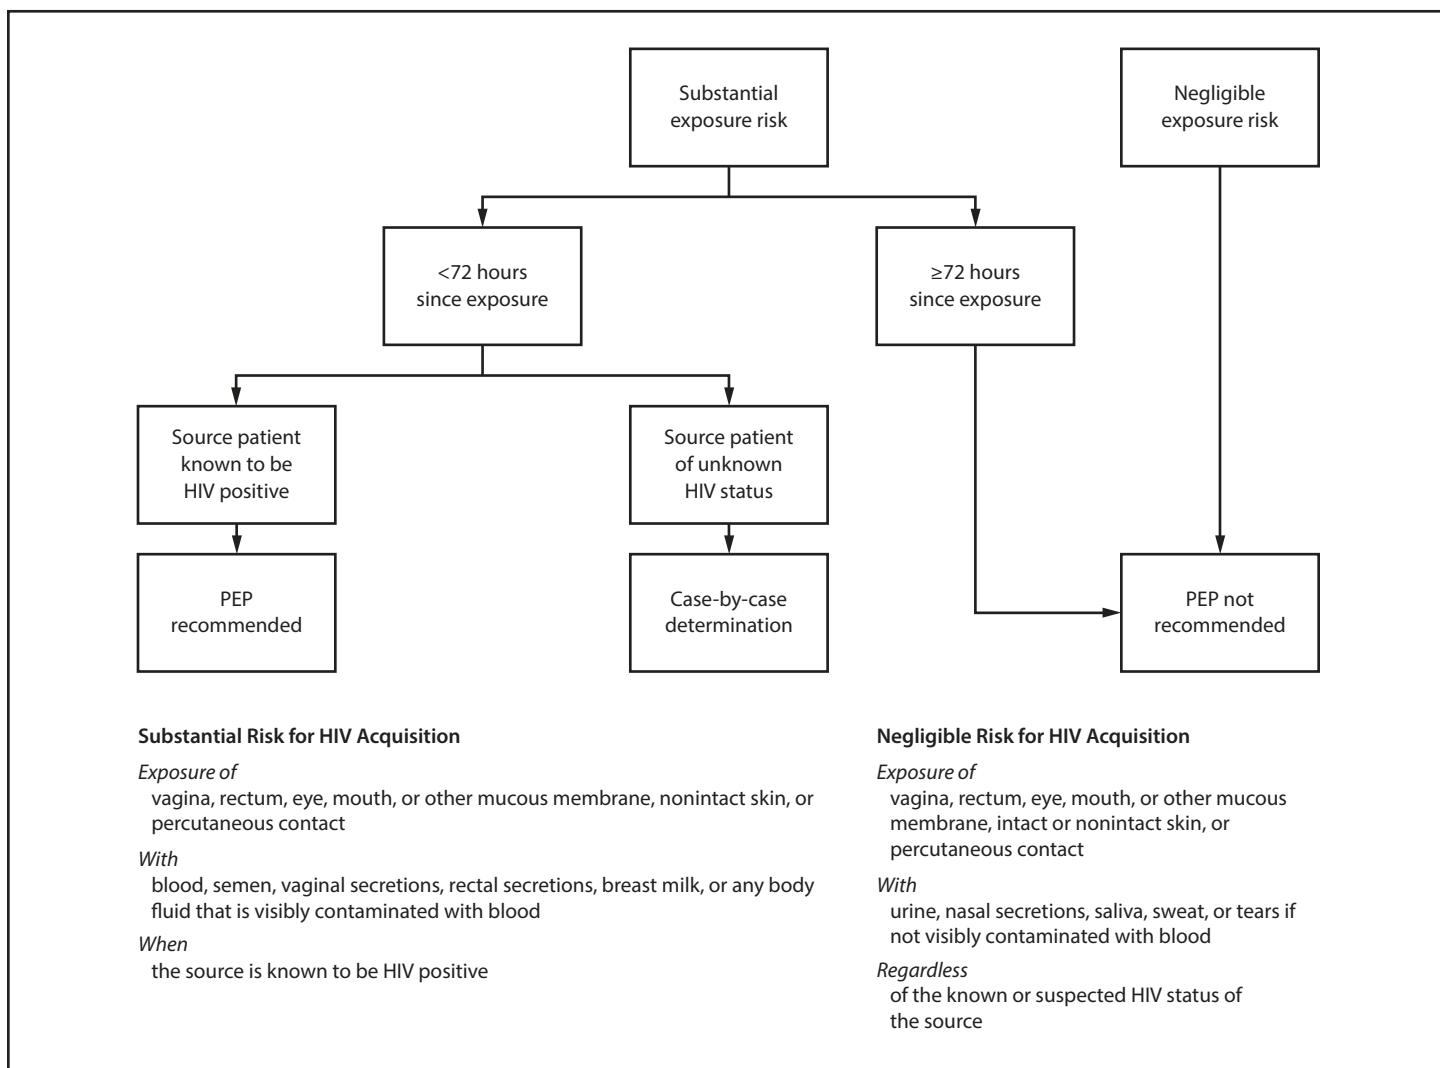 Substantial
exposure risk
Negligible
exposure risk
<72 hours
since exposure
≥72 hours
since exposure
Source patient
known to be
HIV positive
Source patient
of unknown
HIV status
PEP
recommended
Case-by-case
determination
PEP not
recommended
Substantial Risk for HIV Acquisition
Exposure of
vagina, rectum, eye, mouth, or other mucous membrane, nonintact skin, or
percutaneous contact
With
blood, semen, vaginal secretions, rectal secretions, breast milk, or any body
fluid that is visibly contaminated with blood
When
the source is known to be HIV positive
Negligible Risk for HIV Acquisition
Exposure of
vagina, rectum, eye, mouth, or other mucous
membrane, intact or nonintact skin, or
percutaneous contact
With
urine, nasal secretions, saliva, sweat, or tears if
not visibly contaminated with blood
Regardless
of the known or suspected HIV status of
the source